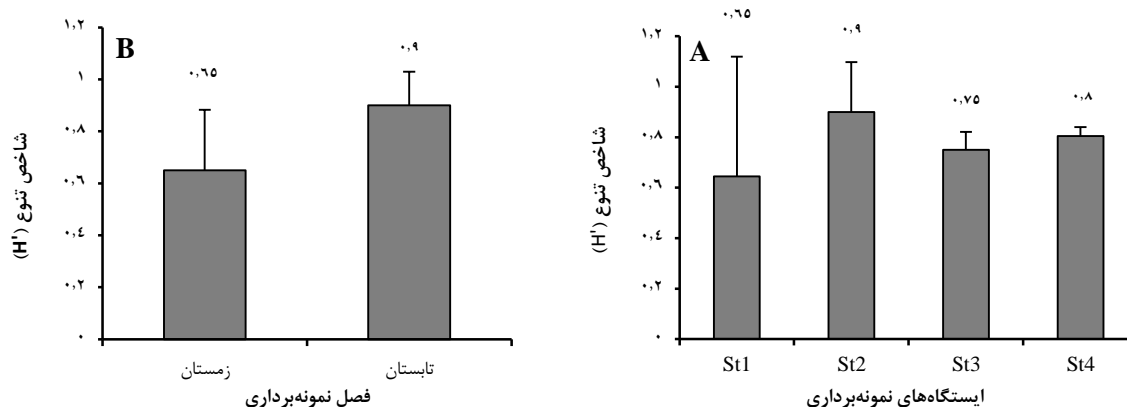 B
۱,۲
۱
۰,۸
۰,۶
۰,۴
۰,۲
۰
شاخص تنوع (H')
۰,۶۵
۰,۹
زمستان
تابستان
فصل نمونه‌برداری
A
۱,۲
۱
۰,۸
۰,۶
۰,۴
۰,۲
۰
شاخص تنوع (H')
۰,۶۵
۰,۹
۰,۷۵
۰,۸
St1
St2
St3
St4
ایستگاه‌های نمونه‌برداری